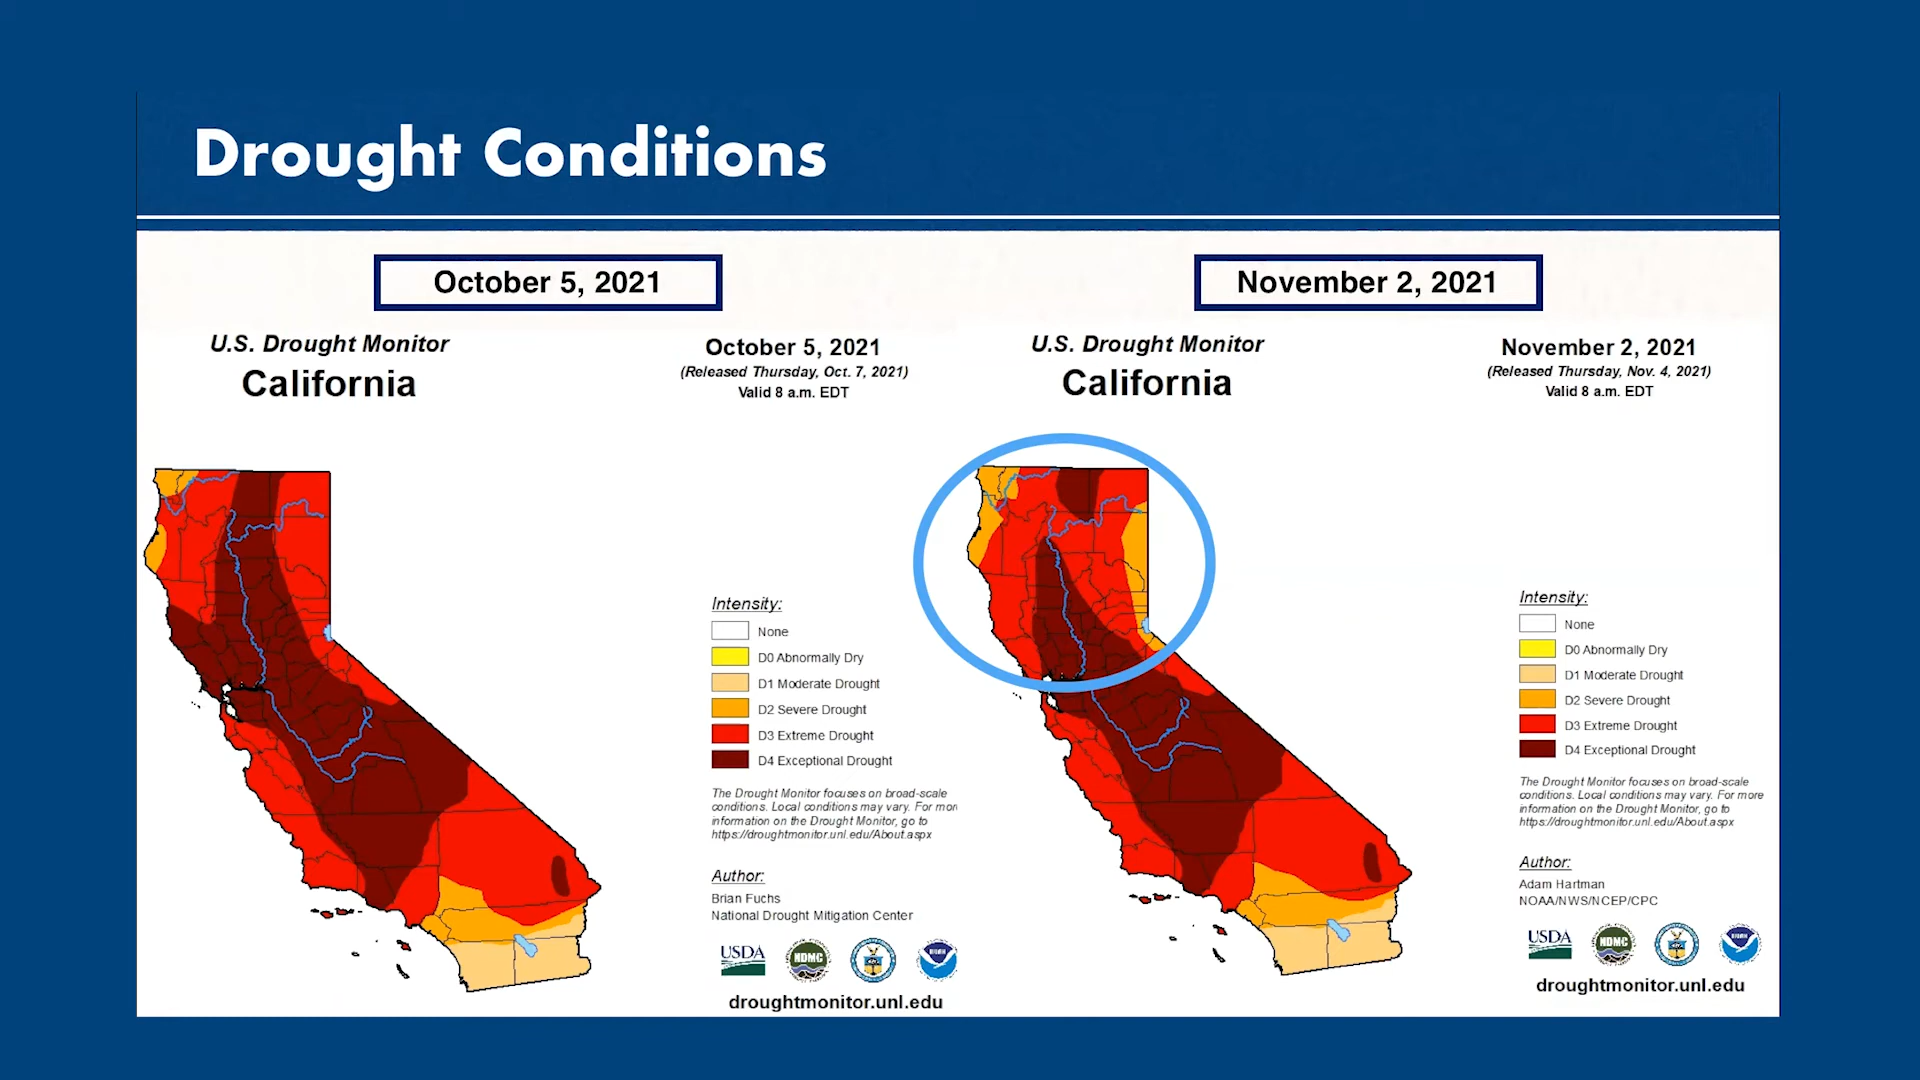 Drought Conditions
October 5, 2021
U.S. Drought Monitor
California
October 5, 2021
(Released Thursday, Oct. 7, 2021)
Valid 8 a.m. EDT
Intensity:
None
D0 Abnormally Dry
D1 Moderate Drought
D2 Severe Drought
D3 Extreme Drought
D4 Exceptional Drought
The Drought Monitor focuses on broad-scale
conditions. Local conditions may vary. For mor
information on the Drought Monitor, go to
https://droughtmonitor.unl.edu/About.aspx
Author:
Brian Fuchs
National Drought Mitigation Center
USDA
NDMC
droughtmonitor.unl.edu
November 2, 2021
U.S. Drought Monitor
California
November 2, 2021
(Released Thursday, Nov. 4, 2021)
Valid 8 a.m. EDT
Intensity:
None
D0 Abnormally Dry
D1 Moderate Drought
D2 Severe Drought
D3 Extreme Drought
D4 Exceptional Drought
The Drought Monitor focuses on broad-scale
conditions. Local conditions may vary. For more
information on the Drought Monitor, go to
https://droughtmonitor.unl.edu/About.aspx
Author:
Adam Hartman
NOAA/NWS/NCEP/CPC
USDA
NDMC
droughtmonitor.unl.edu